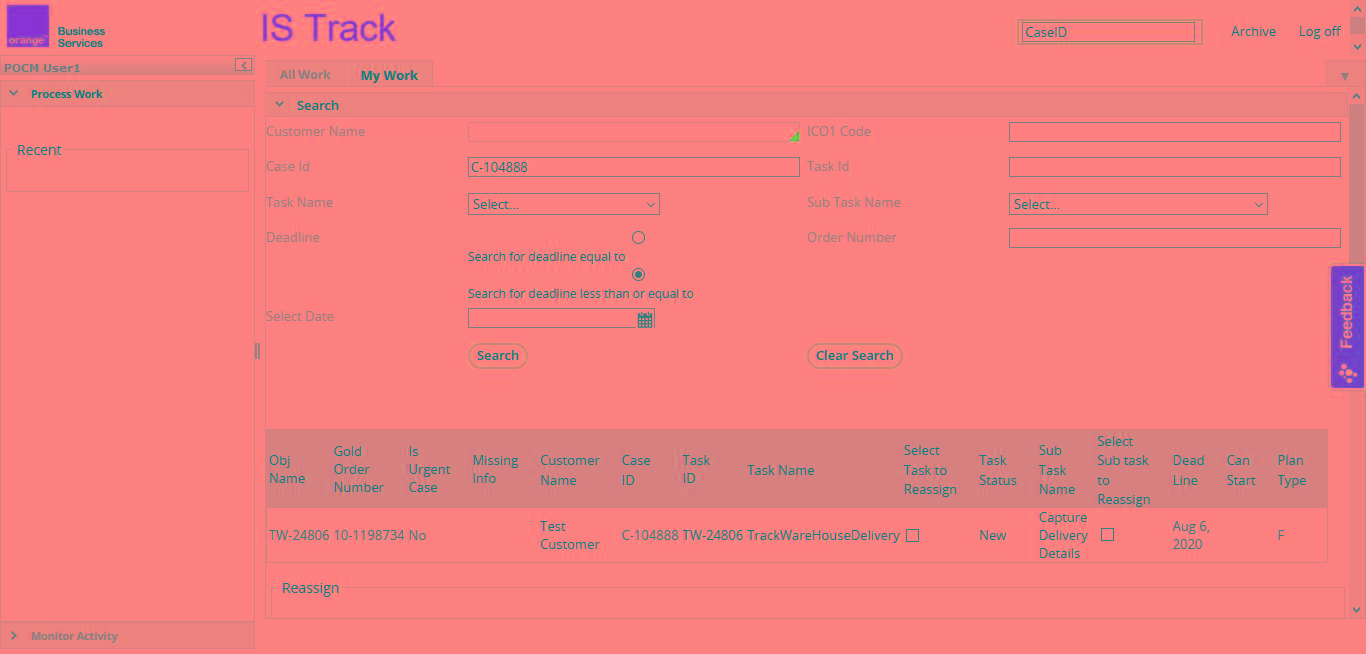 orange™
Business
Services
IS Track
CaseID
Archive
Log off
POCM User1
Process Work
Recent
Monitor Activity
All Work
My Work
Search
Customer Name
ICO1 Code
Case Id
C-104888
Task Id
Task Name
Select...
Sub Task Name
Select...
Deadline
Search for deadline equal to
Search for deadline less than or equal to
Order Number
Select Date
Search
Clear Search
Feedback
Obj Name
Gold Order Number
Is Urgent Case
Missing Info
Customer Name
Case ID
Task ID
Task Name
Select Task to Reassign
Task Status
Sub Task Name
Select Sub task to Reassign
Dead Line
Can Start
Plan Type
TW-24806 10-1198734 No
Test Customer
C-104888 TW-24806 TrackWareHouseDelivery
New
Capture Delivery Details
Aug 6, 2020
F
Reassign